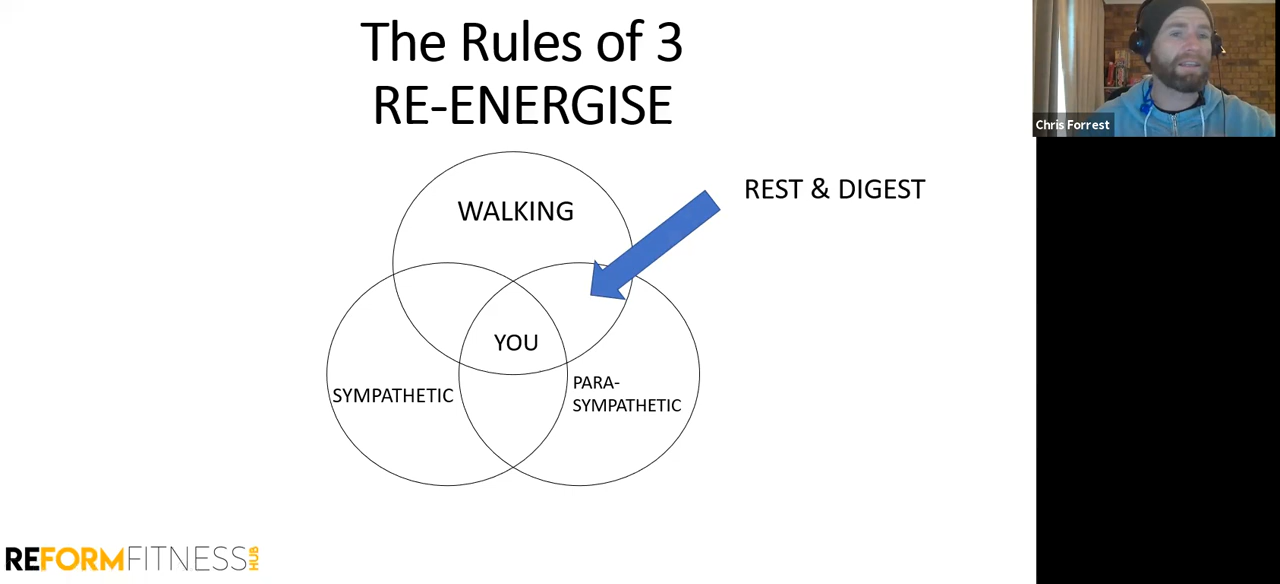 The Rules of 3
RE-ENERGISE
Chris Forrest
REST & DIGEST
WALKING
YOU
SYMPATHETIC
PARA-
SYMPATHETIC
REFORMFITNESS HUB